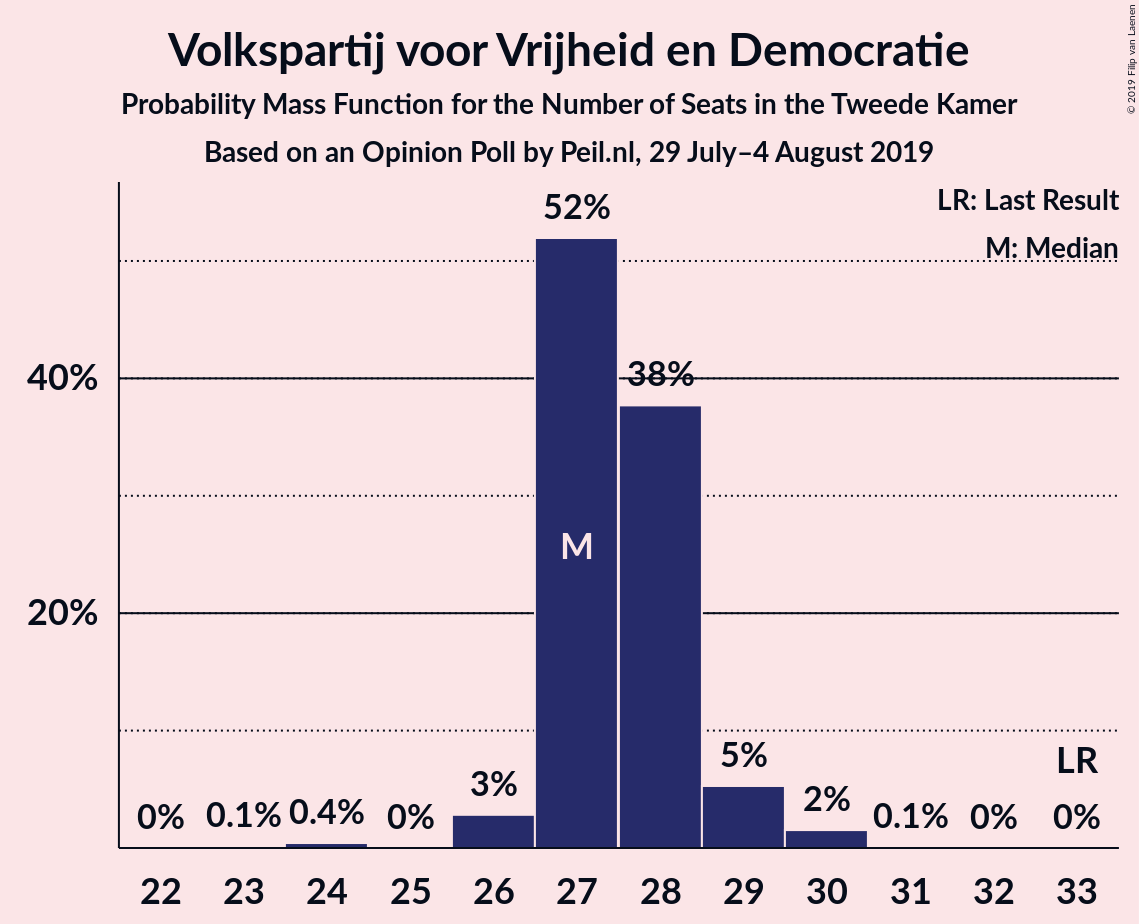 Volkspartij voor Vrijheid en Democratie
Probability Mass Function for the Number of Seats in the Tweede Kamer
Based on an Opinion Poll by Peil.nl, 29 July–4 August 2019
© 2019 Filip van Laenen
LR: Last Result
M: Median
52%
40%
38%
M
20%
5%
LR
3%
2%
0% 0.1% 0.4% 0% 0.1% 0% 0%
22 23 24 25 26 27 28 29 30 31 32 33